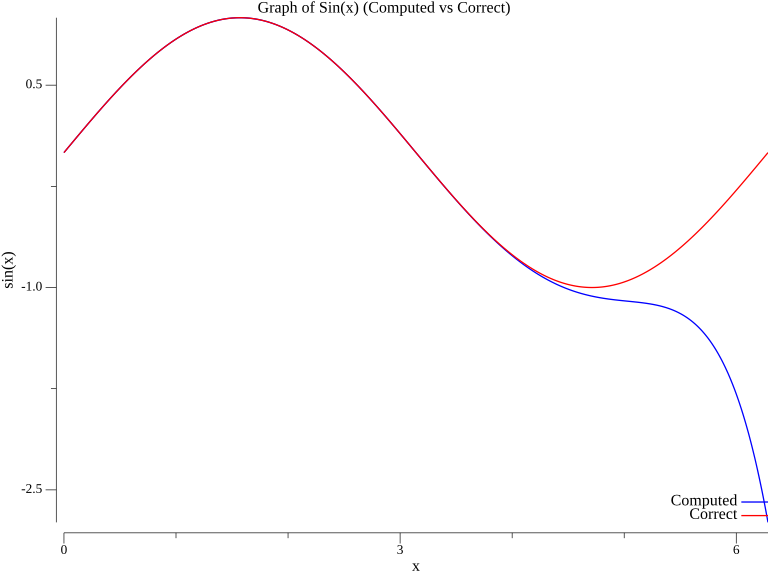 Graph of Sin(x) (Computed vs Correct)
0.5
sin(x)
-1.0
-2.5
Computed
Correct
0 3 6
x